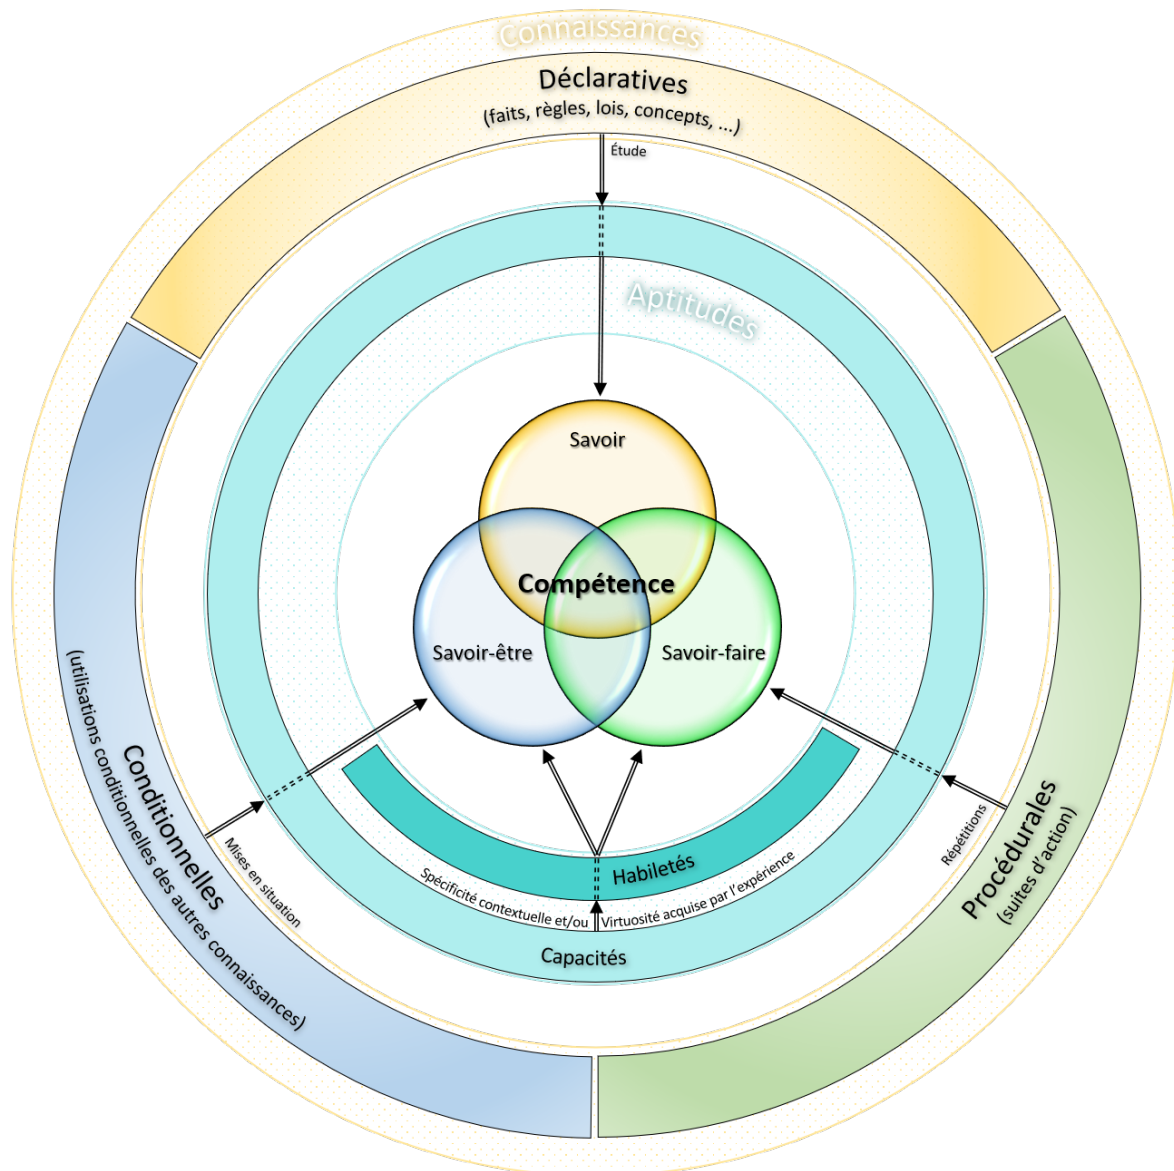 Connaissances
Déclaratives
(faits, règles, lois, concepts, ...)
Étude
Aptitudes
Savoir
Compétence
Savoir-être
Savoir-faire
Conditionnelles
(utilisations conditionnelles des autres connaissances)
Mises en situation
Procédurales
(suites d'action)
Répétitions
Habiletés
Spécificité contextuelle et/ou
Virtuosité acquise par l'expérience
Capacités